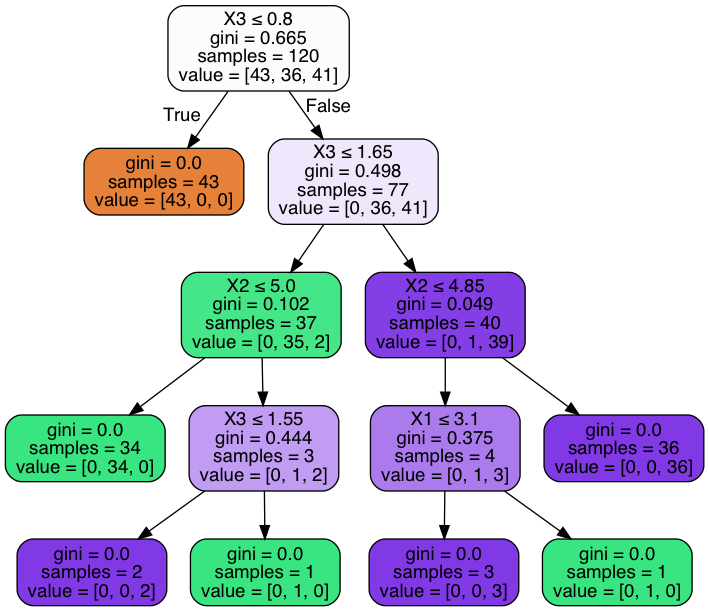 X3 ≤ 0.8
gini = 0.665
samples = 120
value = [43, 36, 41]
True
False
gini = 0.0
samples = 43
value = [43, 0, 0]
X3 ≤ 1.65
gini = 0.498
samples = 77
value = [0, 36, 41]
X2 ≤ 5.0
gini = 0.102
samples = 37
value = [0, 35, 2]
X2 ≤ 4.85
gini = 0.049
samples = 40
value = [0, 1, 39]
gini = 0.0
samples = 34
value = [0, 34, 0]
X3 ≤ 1.55
gini = 0.444
samples = 3
value = [0, 1, 2]
X1 ≤ 3.1
gini = 0.375
samples = 4
value = [0, 1, 3]
gini = 0.0
samples = 36
value = [0, 0, 36]
gini = 0.0
samples = 2
value = [0, 0, 2]
gini = 0.0
samples = 1
value = [0, 1, 0]
gini = 0.0
samples = 3
value = [0, 0, 3]
gini = 0.0
samples = 1
value = [0, 1, 0]